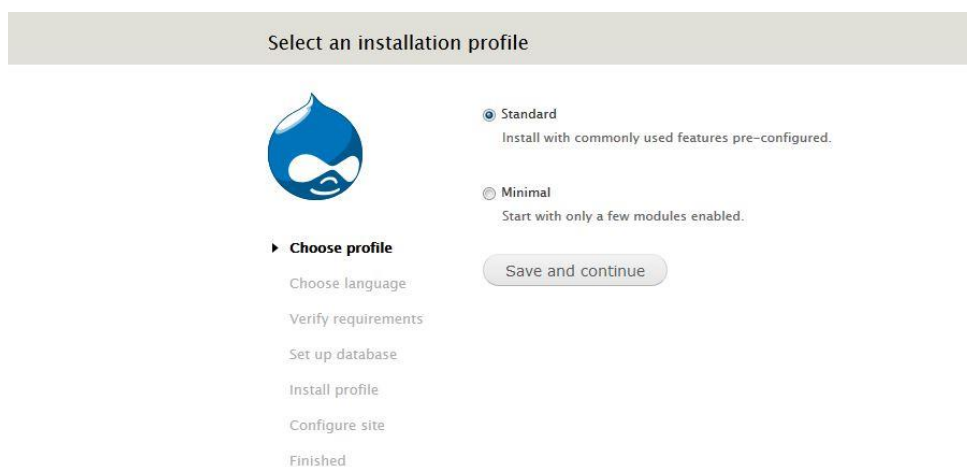 Select an installation profile
Standard
Install with commonly used features pre-configured.
Minimal
Start with only a few modules enabled.
Save and continue
Choose profile
Choose language
Verify requirements
Set up database
Install profile
Configure site
Finished